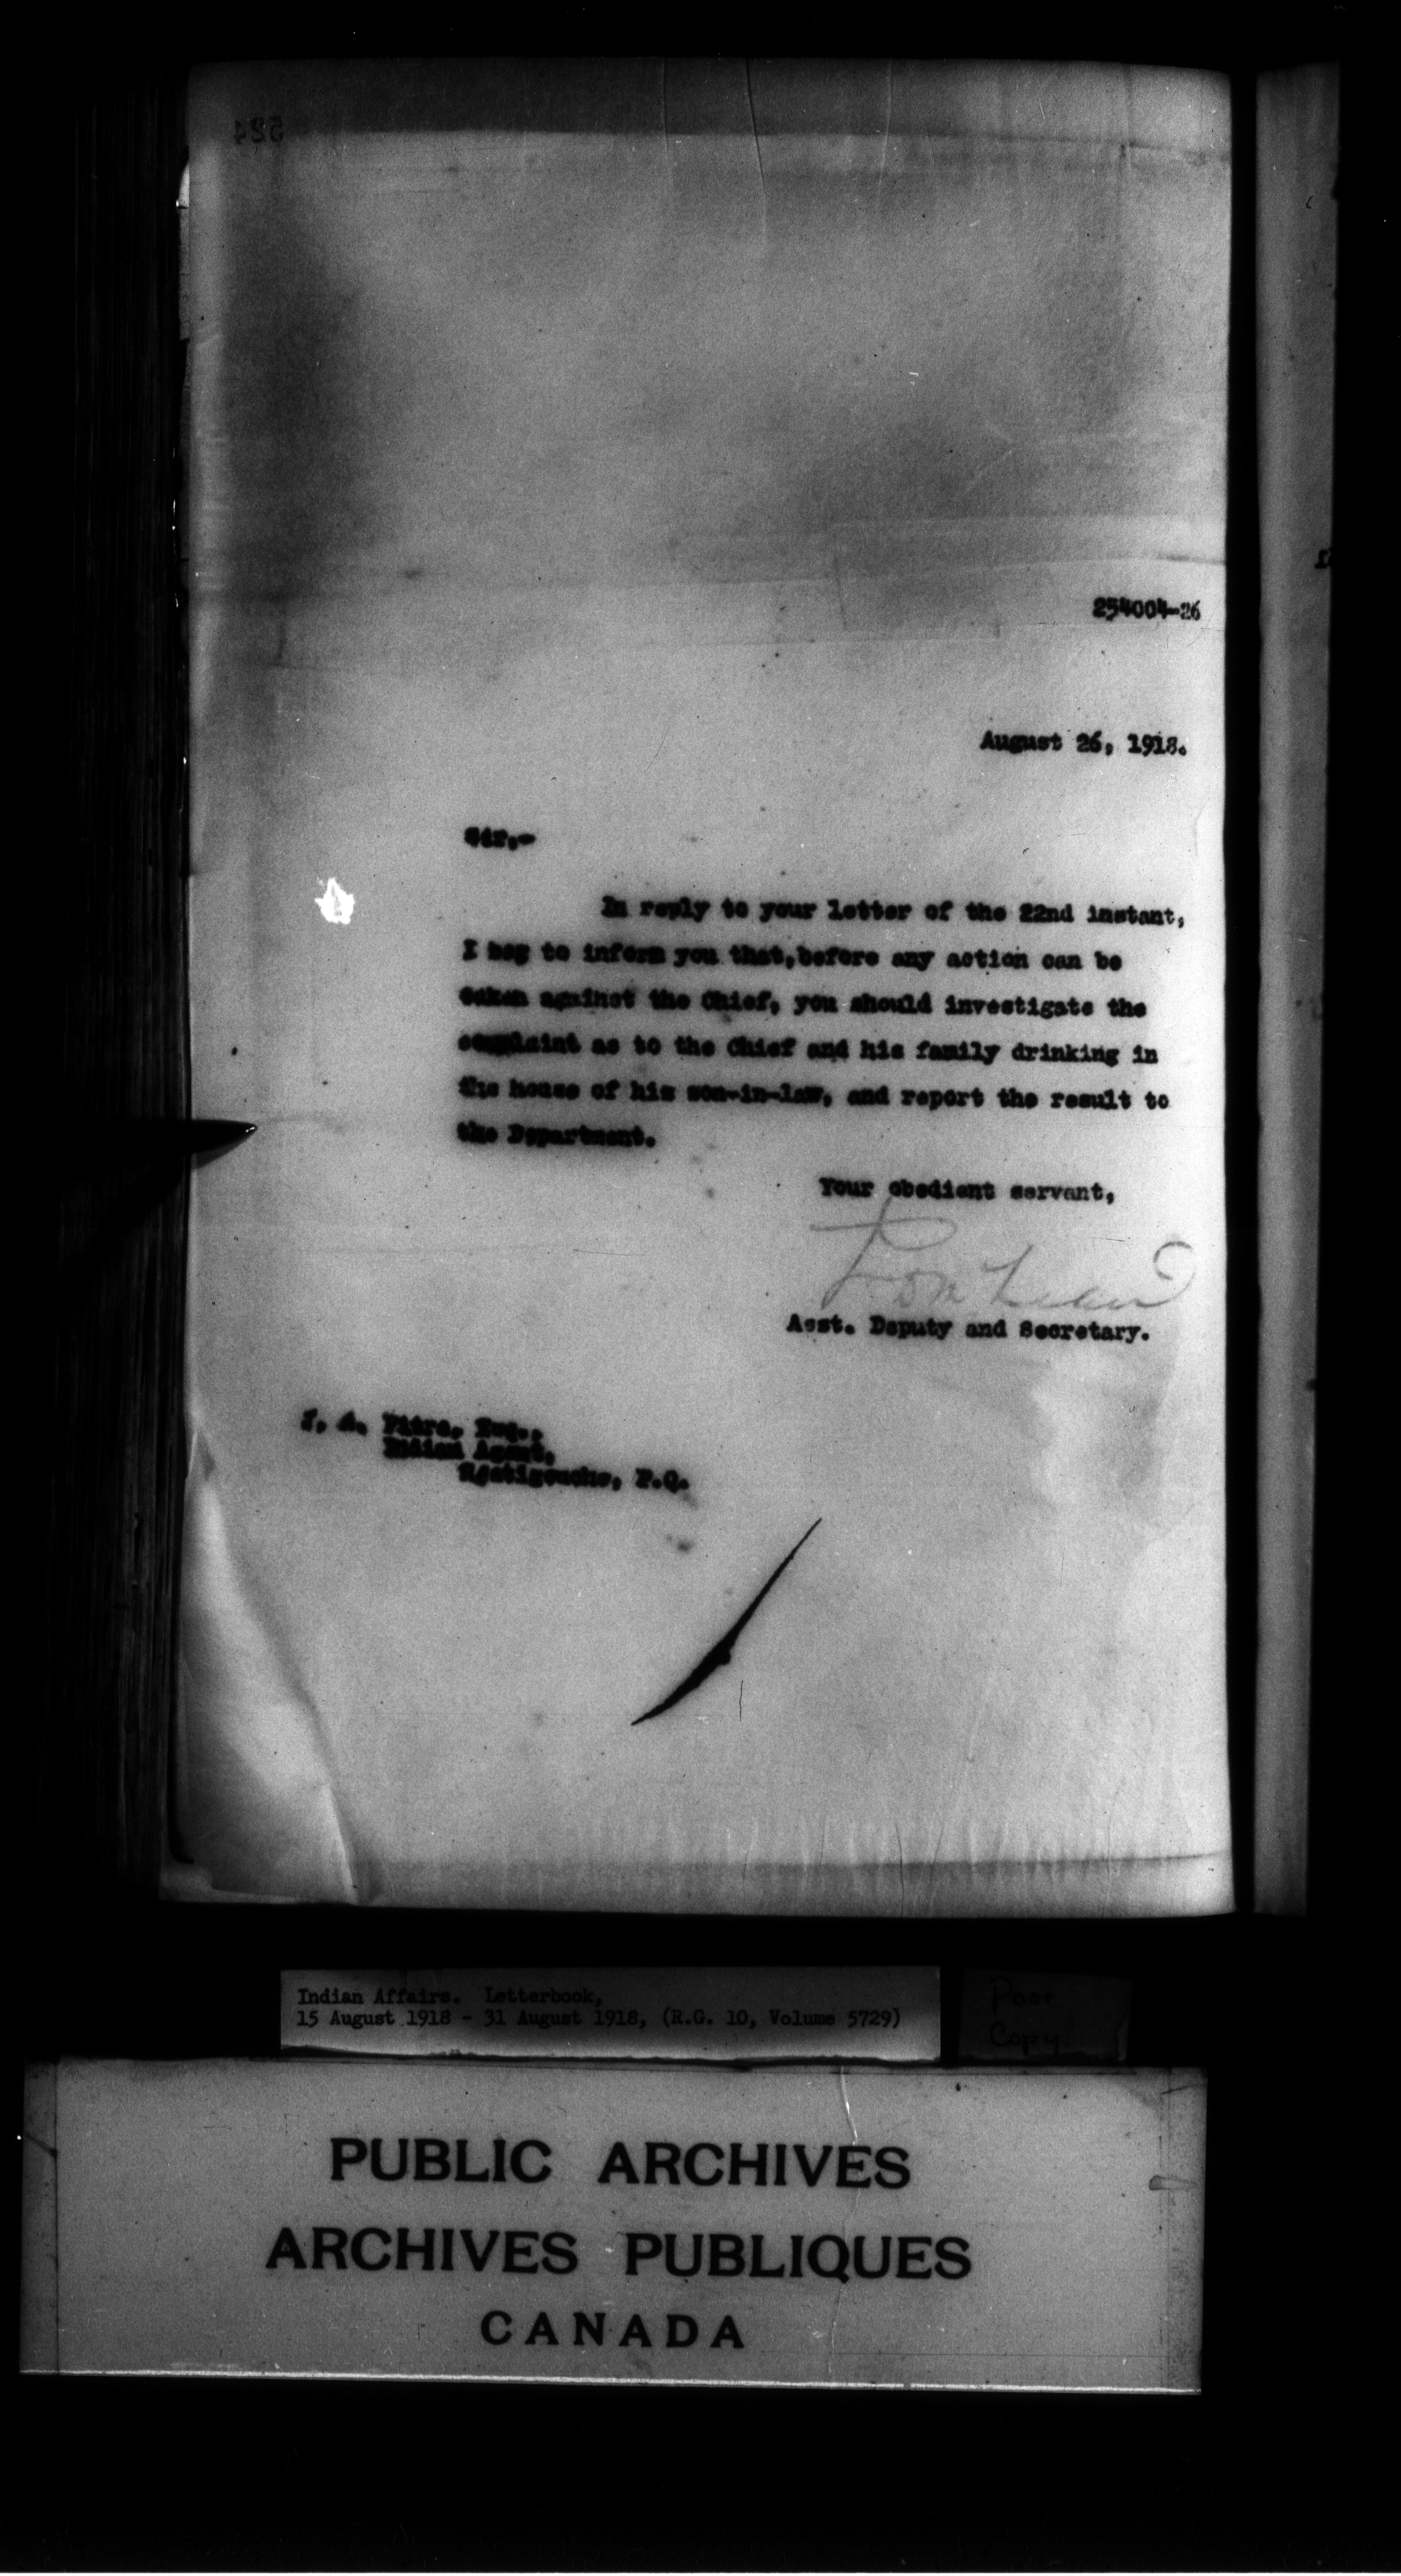 524
254004-26
August 26, 1918.
Sir,-
In reply to your letter of the 22nd instant,
I beg to inform you that, before any action can be
taken against the Chief, you should investigate the
complaint as to the Chief and his family drinking in
the house of his son-in-law, and report the result to
the Department.
Your obedient servant,
Asst. Deputy and Secretary.
A. Pitre, Esq.,
Indian Agent,
Restigouche, P.Q.
Indian Affairs. Letterbook,
15 August 1918 - 31 August 1918, (R.G. 10, Volume 5729)
Poor
Copy
PUBLIC ARCHIVES
ARCHIVES PUBLIQUES
CANADA